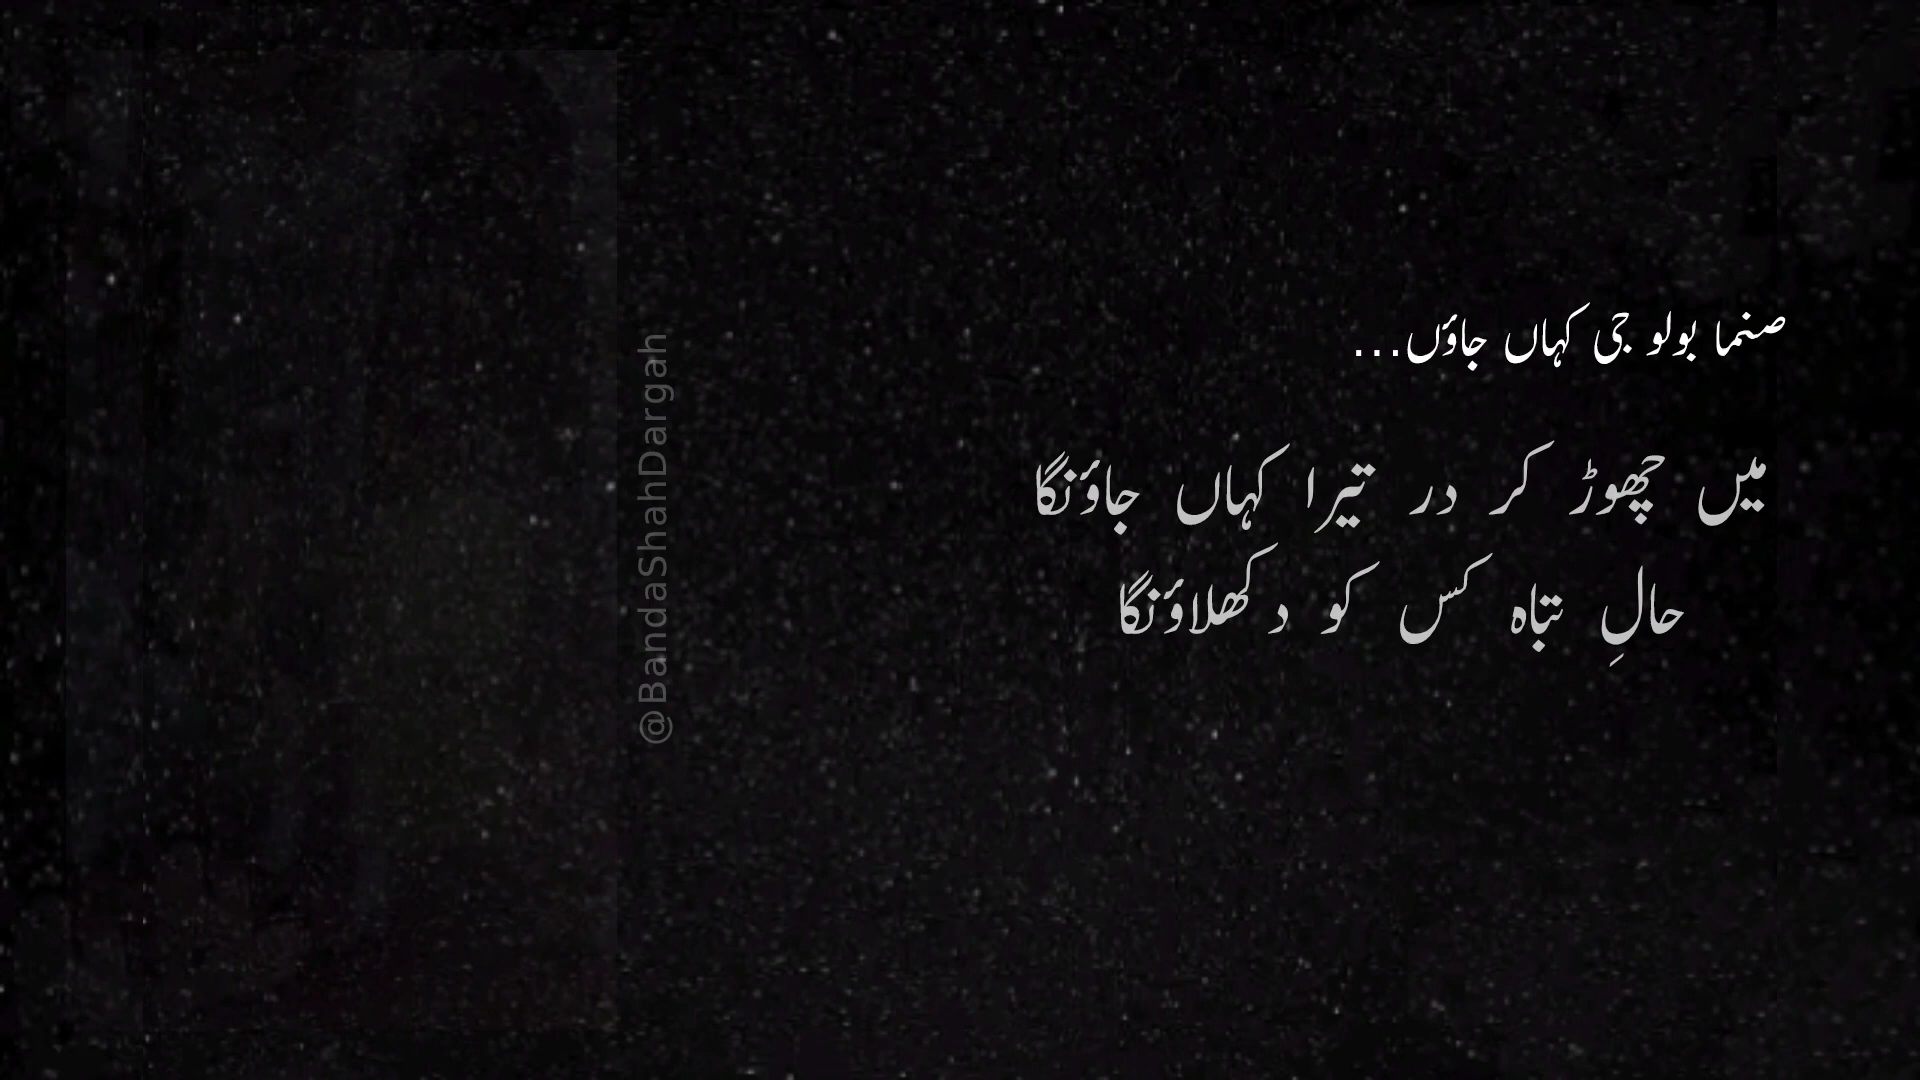 صنما بولو جی کہاں جاؤں...
میں چھوڑ کر در تیرا کہاں جاؤنگا
حالِ تباہ کس کو دکھلاؤنگا
@BandaShahDargah